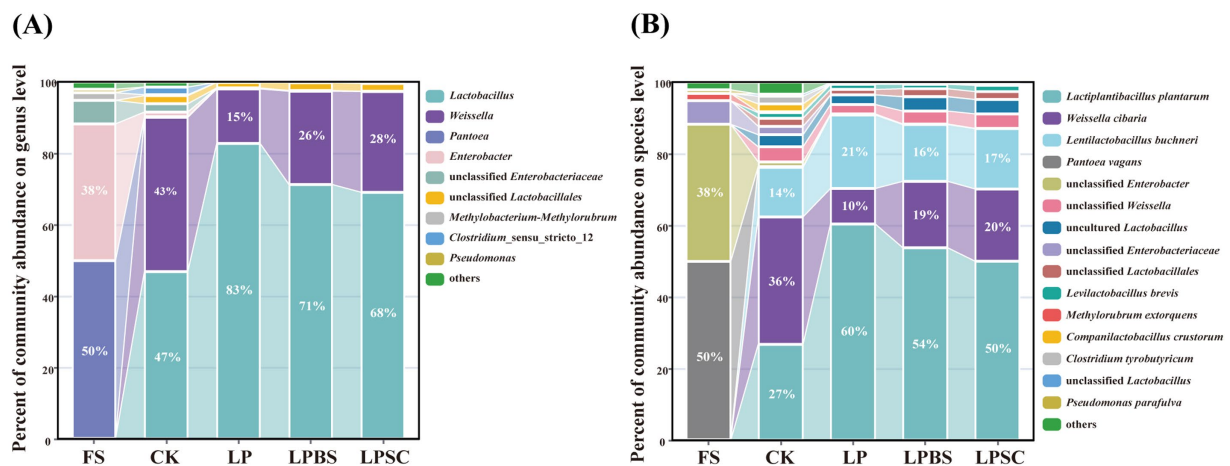 (A)
Percent of community abundance on genus level
100
80
60
40
20
0
38%
50%
43%
47%
15%
83%
26%
71%
28%
68%
FS CK LP LPBS LPSC
Lactobacillus
Weissella
Pantoea
Enterobacter
unclassified Enterobacteriaceae
unclassified Lactobacillales
Methylobacterium-Methylorubrum
Clostridium_sensu_stricto_12
Pseudomonas
others
(B)
Percent of community abundance on species level
100
80
60
40
20
0
38%
50%
14%
36%
27%
21%
10%
60%
16%
19%
54%
17%
20%
50%
FS CK LP LPBS LPSC
Lactiplantibacillus plantarum
Weissella cibaria
Lentilactobacillus buchneri
Pantoea vagans
unclassified Enterobacter
unclassified Weissella
uncultured Lactobacillus
unclassified Enterobacteriaceae
unclassified Lactobacillales
Levilactobacillus brevis
Methylorubrum extorquens
Companilactobacillus crustorum
Clostridium tyrobutyricum
unclassified Lactobacillus
Pseudomonas parafulva
others